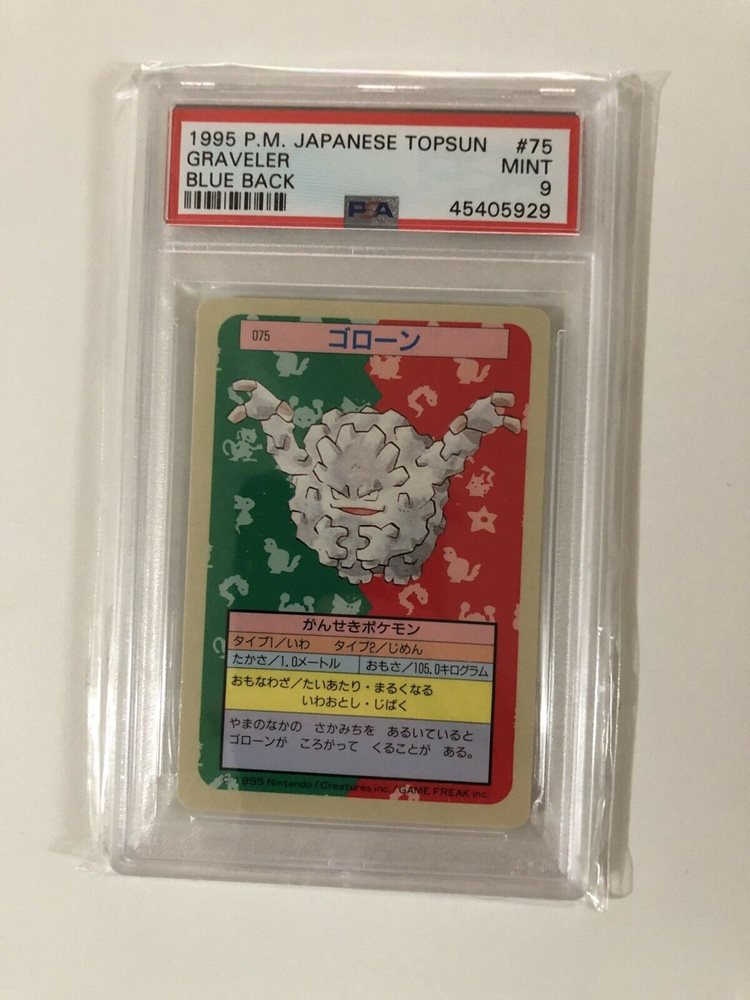 1995 P.M. JAPANESE TOPSUN #75
GRAVELER MINT
BLUE BACK 9
PSA 45405929
075 ゴローン
がんせきポケモン
タイプ1/いわ タイプ2/じめん
たかさ/1.0メートル おもさ/105.0キログラム
おもなわざ/たいあたり・まるくなる
いわおとし・じばく
やまのなかの さかみちを あるいていると
ゴローンが ころがって くることが ある。
© 1995 Nintendo / Creatures inc. / GAME FREAK inc.